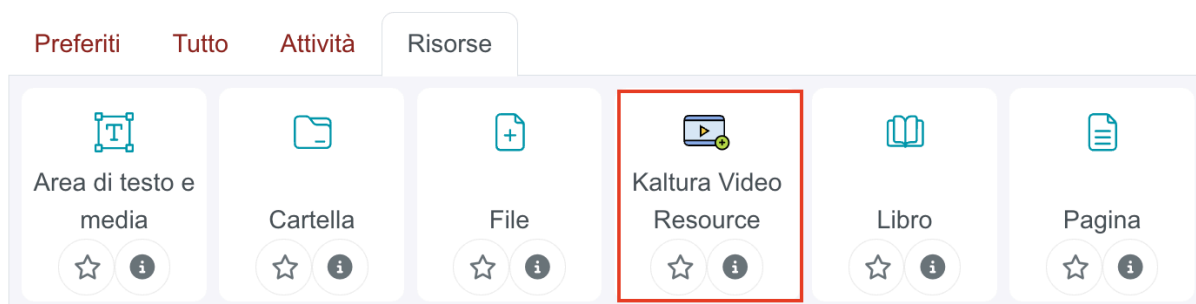 Preferiti Tutto Attività Risorse
Area di testo e
media
Cartella
File
Kaltura Video
Resource
Libro
Pagina